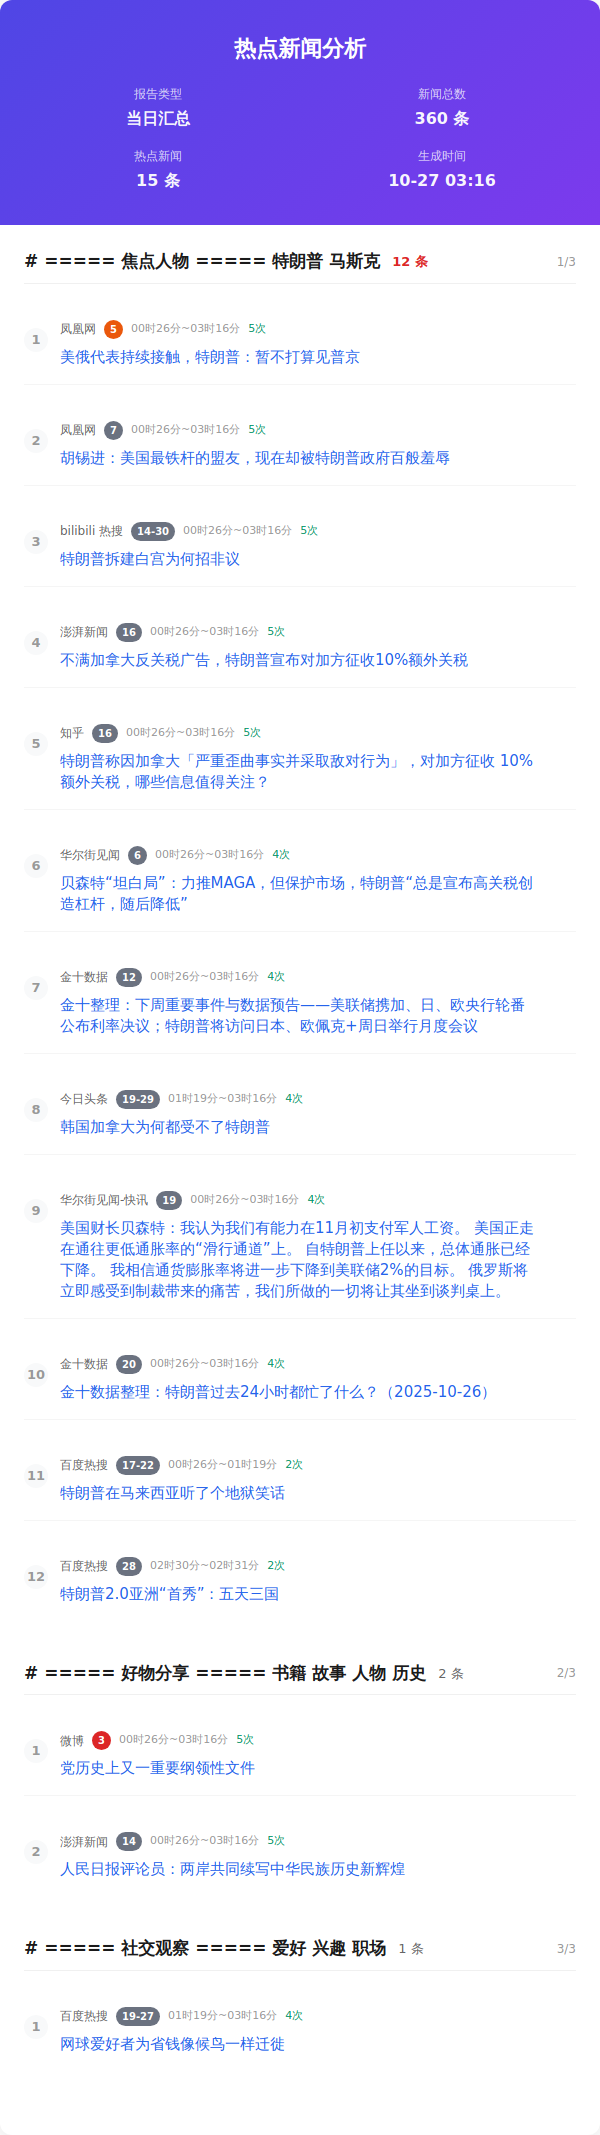 热点新闻分析
报告类型
新闻总数
当日汇总
360 条
热点新闻
生成时间
15 条
10-27 03:16
# ===== 焦点人物 ===== 特朗普 马斯克 12 条 1/3
1 凤凰网 5 00时26分~03时16分 5次
美俄代表持续接触，特朗普：暂不打算见普京
2 凤凰网 7 00时26分~03时16分 5次
胡锡进：美国最铁杆的盟友，现在却被特朗普政府百般羞辱
3 bilibili 热搜 14-30 00时26分~03时16分 5次
特朗普拆建白宫为何招非议
4 澎湃新闻 16 00时26分~03时16分 5次
不满加拿大反关税广告，特朗普宣布对加方征收10%额外关税
5 知乎 16 00时26分~03时16分 5次
特朗普称因加拿大「严重歪曲事实并采取敌对行为」，对加方征收 10%
额外关税，哪些信息值得关注？
6 华尔街见闻 6 00时26分~03时16分 4次
贝森特“坦白局”：力推MAGA，但保护市场，特朗普“总是宣布高关税创
造杠杆，随后降低”
7 金十数据 12 00时26分~03时16分 4次
金十整理：下周重要事件与数据预告——美联储携加、日、欧央行轮番
公布利率决议；特朗普将访问日本、欧佩克+周日举行月度会议
8 今日头条 19-29 01时19分~03时16分 4次
韩国加拿大为何都受不了特朗普
9 华尔街见闻-快讯 19 00时26分~03时16分 4次
美国财长贝森特：我认为我们有能力在11月初支付军人工资。 美国正走
在通往更低通胀率的“滑行通道”上。 自特朗普上任以来，总体通胀已经
下降。 我相信通货膨胀率将进一步下降到美联储2%的目标。 俄罗斯将
立即感受到制裁带来的痛苦，我们所做的一切将让其坐到谈判桌上。
10 金十数据 20 00时26分~03时16分 4次
金十数据整理：特朗普过去24小时都忙了什么？（2025-10-26）
11 百度热搜 17-22 00时26分~01时19分 2次
特朗普在马来西亚听了个地狱笑话
12 百度热搜 28 02时30分~02时31分 2次
特朗普2.0亚洲“首秀”：五天三国
# ===== 好物分享 ===== 书籍 故事 人物 历史 2 条 2/3
1 微博 3 00时26分~03时16分 5次
党历史上又一重要纲领性文件
2 澎湃新闻 14 00时26分~03时16分 5次
人民日报评论员：两岸共同续写中华民族历史新辉煌
# ===== 社交观察 ===== 爱好 兴趣 职场 1 条 3/3
1 百度热搜 19-27 01时19分~03时16分 4次
网球爱好者为省钱像候鸟一样迁徙